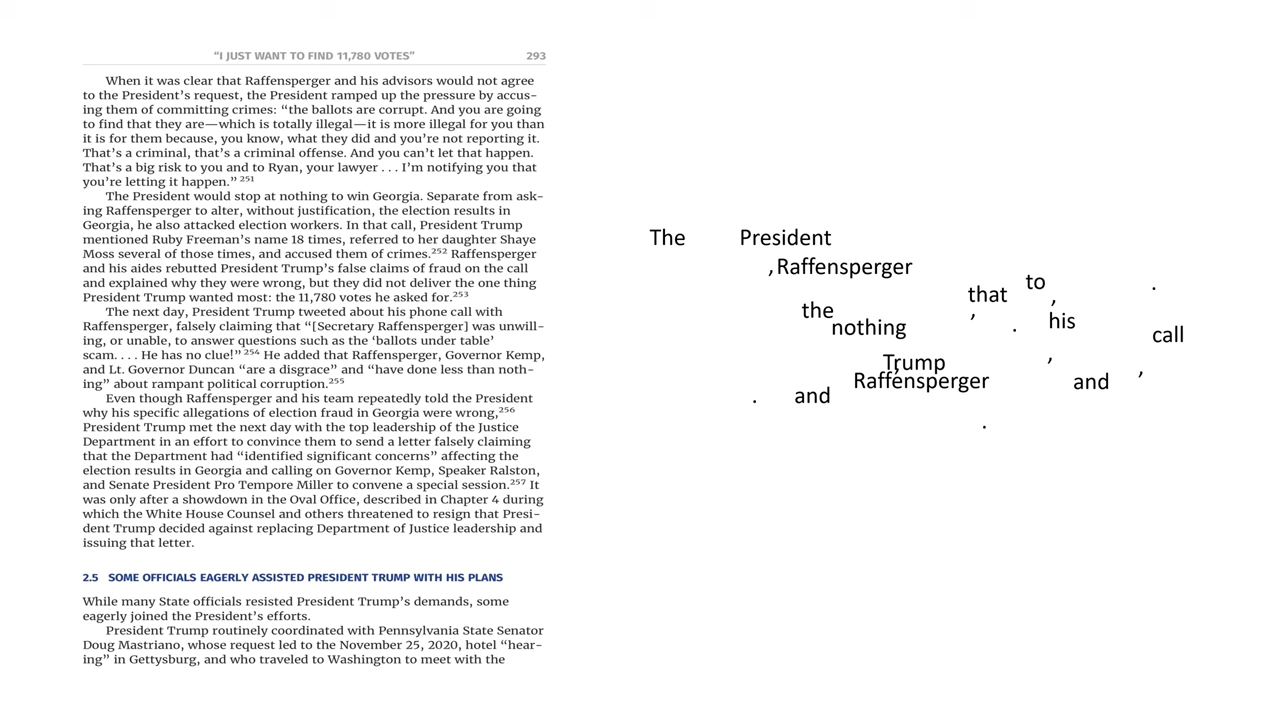 “I JUST WANT TO FIND 11,780 VOTES” 293
When it was clear that Raffensperger and his advisors would not agree
to the President’s request, the President ramped up the pressure by accus-
ing them of committing crimes: “the ballots are corrupt. And you are going
to find that they are—which is totally illegal—it is more illegal for you than
it is for them because, you know, what they did and you’re not reporting it.
That’s a criminal, that’s a criminal offense. And you can’t let that happen.
That’s a big risk to you and to Ryan, your lawyer . . . I’m notifying you that
you’re letting it happen.” 251
The President would stop at nothing to win Georgia. Separate from ask-
ing Raffensperger to alter, without justification, the election results in
Georgia, he also attacked election workers. In that call, President Trump
mentioned Ruby Freeman’s name 18 times, referred to her daughter Shaye
Moss several of those times, and accused them of crimes.252 Raffensperger
and his aides rebutted President Trump’s false claims of fraud on the call
and explained why they were wrong, but they did not deliver the one thing
President Trump wanted most: the 11,780 votes he asked for.253
The next day, President Trump tweeted about his phone call with
Raffensperger, falsely claiming that “[Secretary Raffensperger] was unwill-
ing, or unable, to answer questions such as the ‘ballots under table’
scam. . . . He has no clue!” 254 He added that Raffensperger, Governor Kemp,
and Lt. Governor Duncan “are a disgrace” and “have done less than noth-
ing” about rampant political corruption.255
Even though Raffensperger and his team repeatedly told the President
why his specific allegations of election fraud in Georgia were wrong,256
President Trump met the next day with the top leadership of the Justice
Department in an effort to convince them to send a letter falsely claiming
that the Department had “identified significant concerns” affecting the
election results in Georgia and calling on Governor Kemp, Speaker Ralston,
and Senate President Pro Tempore Miller to convene a special session.257 It
was only after a showdown in the Oval Office, described in Chapter 4 during
which the White House Counsel and others threatened to resign that Presi-
dent Trump decided against replacing Department of Justice leadership and
issuing that letter.
2.5 SOME OFFICIALS EAGERLY ASSISTED PRESIDENT TRUMP WITH HIS PLANS
While many State officials resisted President Trump’s demands, some
eagerly joined the President’s efforts.
President Trump routinely coordinated with Pennsylvania State Senator
Doug Mastriano, whose request led to the November 25, 2020, hotel “hear-
ing” in Gettysburg, and who traveled to Washington to meet with the
The President
, Raffensperger
to .
that ,
the ’ his
nothing . call
Trump ’
Raffensperger and ,
. and
.